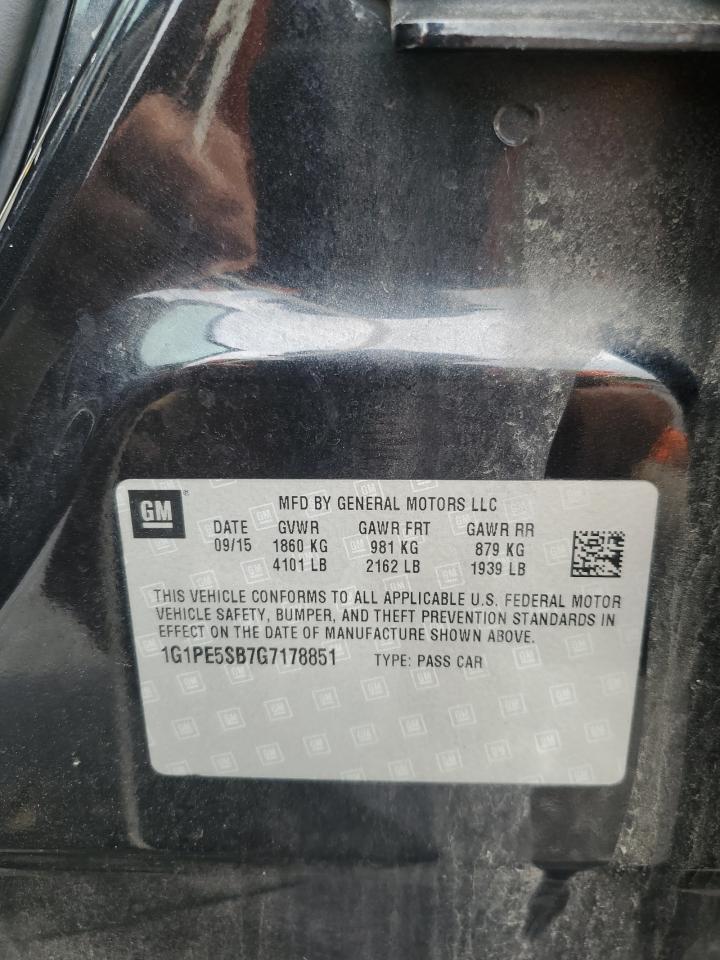 GM
MFD BY GENERAL MOTORS LLC
DATE GVWR GAWR FRT GAWR RR
09/15 1860 KG 981 KG 879 KG
4101 LB 2162 LB 1939 LB
THIS VEHICLE CONFORMS TO ALL APPLICABLE U.S. FEDERAL MOTOR
VEHICLE SAFETY, BUMPER, AND THEFT PREVENTION STANDARDS IN
EFFECT ON THE DATE OF MANUFACTURE SHOWN ABOVE.
1G1PE5SB7G7178851 TYPE: PASS CAR